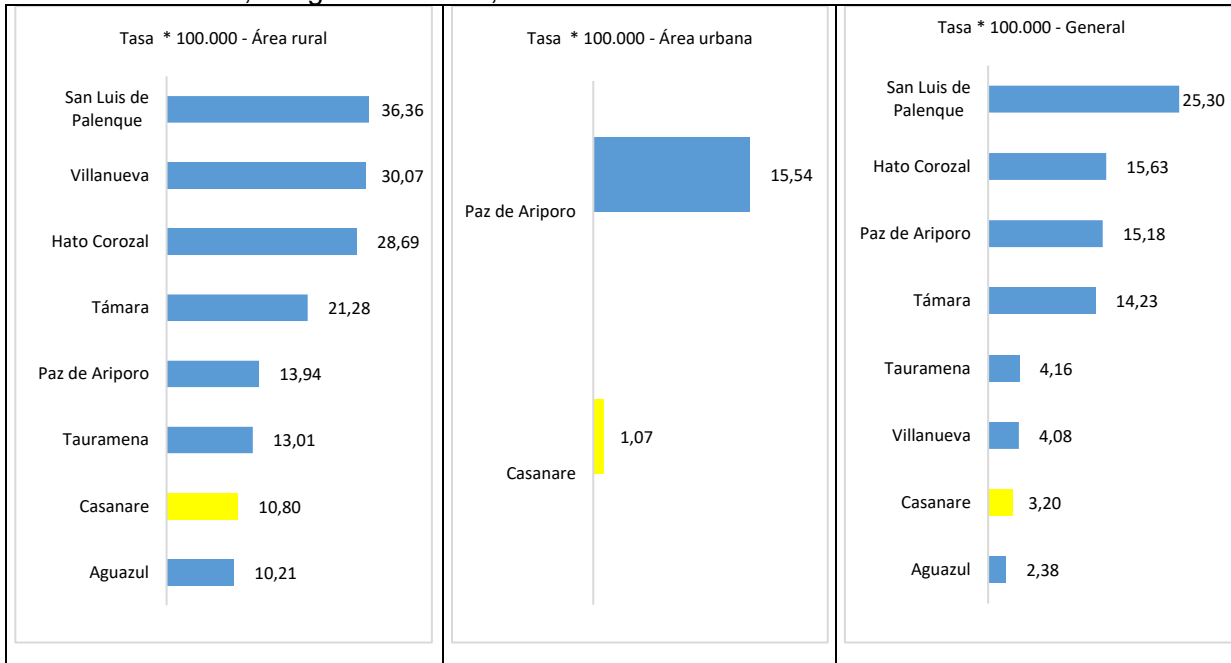 Tasa * 100.000 - Área rural
San Luis de
Palenque
36,36
Villanueva
30,07
Hato Corozal
28,69
Támara
21,28
Paz de Ariporo
13,94
Tauramena
13,01
Casanare
10,80
Aguazul
10,21
Tasa * 100.000 - Área urbana
Paz de Ariporo
15,54
Casanare
1,07
Tasa * 100.000 - General
San Luis de
Palenque
25,30
Hato Corozal
15,63
Paz de Ariporo
15,18
Támara
14,23
Tauramena
4,16
Villanueva
4,08
Casanare
3,20
Aguazul
2,38